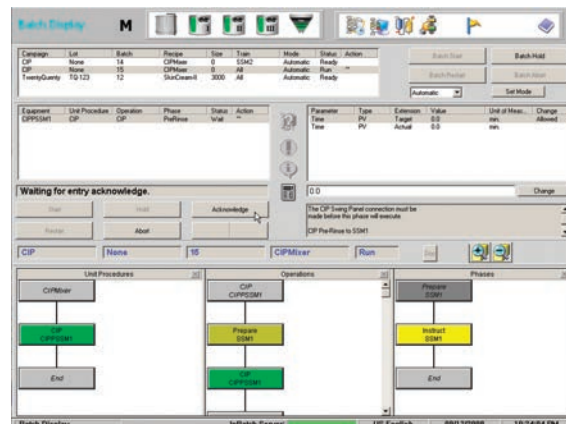 Batch Display M
Campaign Lot Batch Recipe Size Train Mode Status Action
CIP None 14 CIPMixer 0 SSM2 Automatic Ready
CIP None 15 CIPMixer 0 All Automatic Run
TwentyQuanty TQ-123 12 SkinCream-II 3000 All Automatic Ready
Batch Start Batch Hold
Batch Restart Batch Abort
Automatic Set Mode
Equipment Unit Procedure Operation Phase Status Action
CIPPSSM1 CIP CIP PreRinse Wait
Parameter Type Extension Value Unit of Meas... Change
Time PV Target 0.0 min. Allowed
Time PV Actual 0.0 min.
Waiting for entry acknowledge.
0.0 Change
Start Hold Acknowledge
Restart Abort
The CIP Swing Panel connection must be
made before this phase will execute
CIP Pre-Rinse to SSM1
CIP None 15 CIPMixer Run
Unit Procedures Operations Phases
CIPMixer
CIP
CIPPSSM1
End
CIP
CIPPSSM1
Prepare
SSM1
CIP
CIPPSSM1
Prepare
SSM1
Instruct
SSM1
End
Batch Display InBatch Server: US English 10:24:04 PM